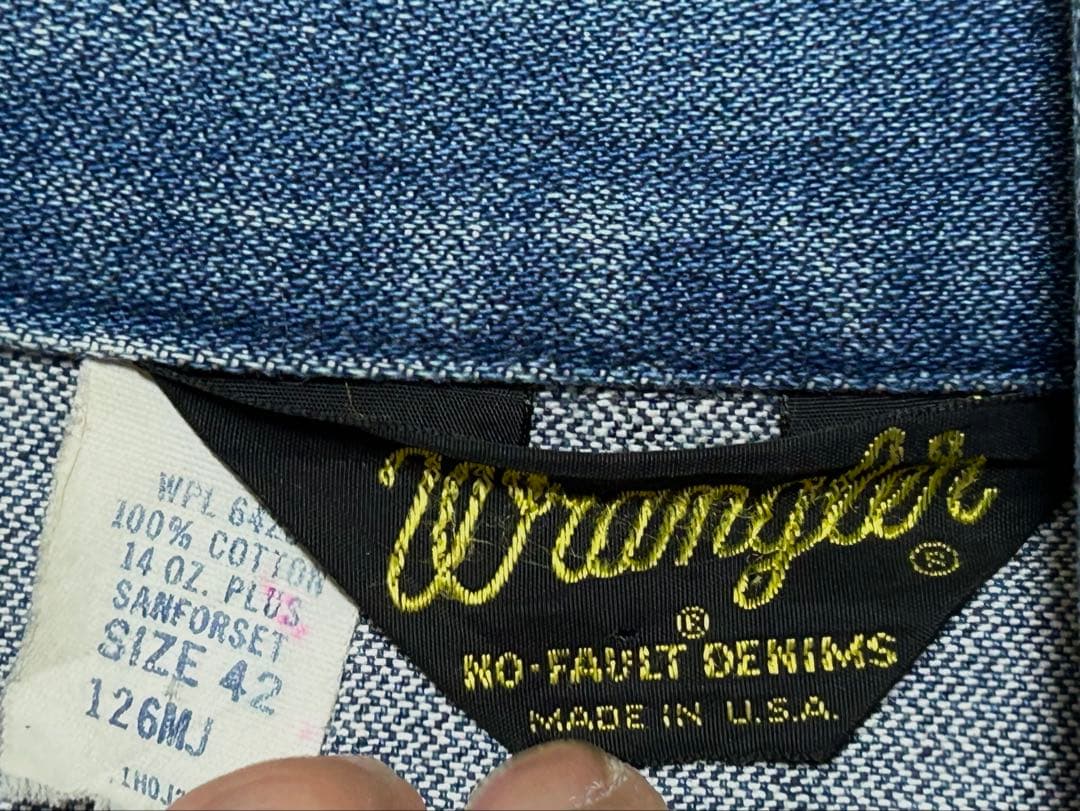 WPL 642
100% COTTON
14 OZ. PLUS
SANFORSET
SIZE 42
126MJ
Wrangler
®
®
NO-FAULT DENIMS
MADE IN U.S.A.